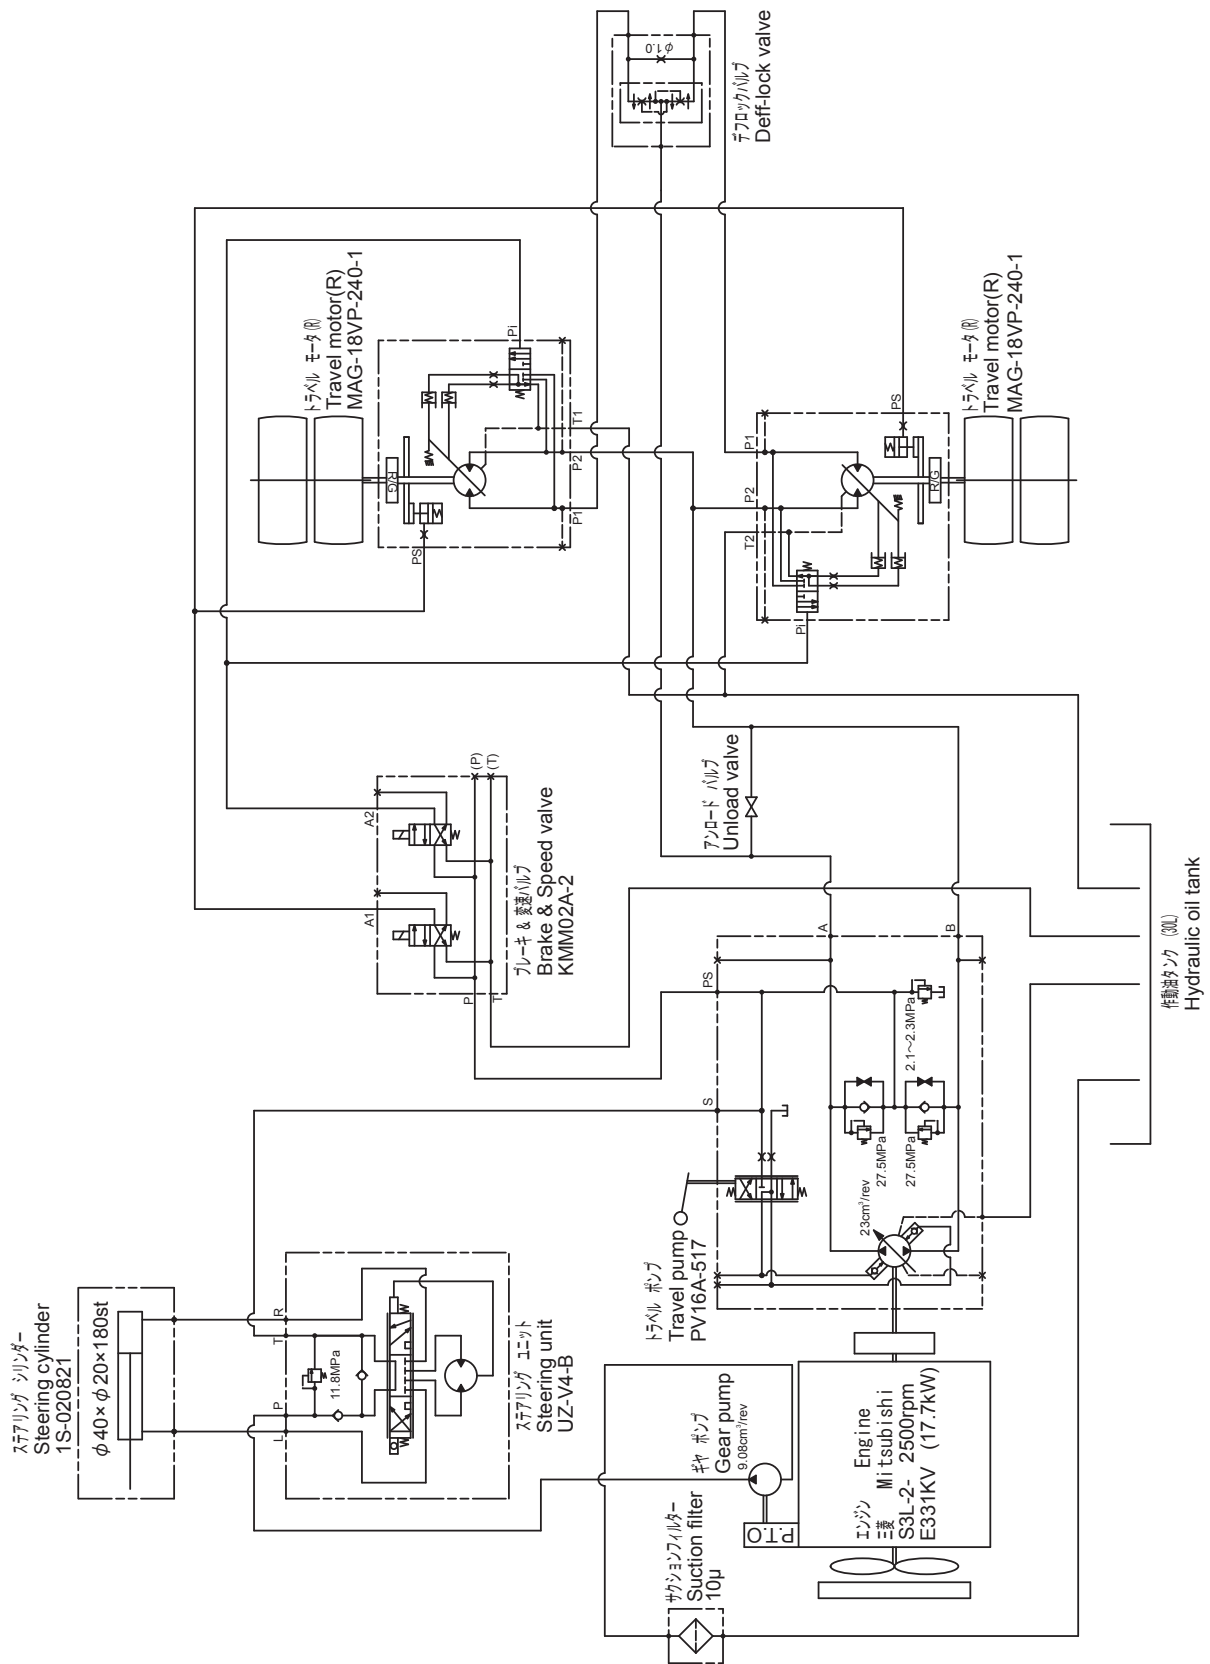 ステアリング シリンダー
Steering cylinder
1S-020821
φ40×φ20×180st
L
P
T
R
11.8MPa
ステアリング ユニット
Steering unit
UZ-V4-B
サクションフィルター
Suction filter
10μ
ギヤ ポンプ
Gear pump
9.08cm³/rev
P.T.O
エンジン Engine
三菱 Mitsubishi
S3L-2- 2500rpm
E331KV (17.7kW)
トラベル ポンプ
Travel pump
PV16A-517
S
PS
A
B
23cm³/rev
27.5MPa
27.5MPa
2.1～2.3MPa
ブレーキ & 変速バルブ
Brake & Speed valve
KMM02A-2
P
T
A1
A2
(P)
(T)
アンロード バルブ
Unload valve
作動油タンク (30L)
Hydraulic oil tank
トラベル モータ(R)
Travel motor(R)
MAG-18VP-240-1
R/G
PS
Pi
P1
P2
T1
トラベル モータ(R)
Travel motor(R)
MAG-18VP-240-1
R/G
PS
Pi
T2
P2
P1
デフロックバルブ
Deff-lock valve
φ1.0